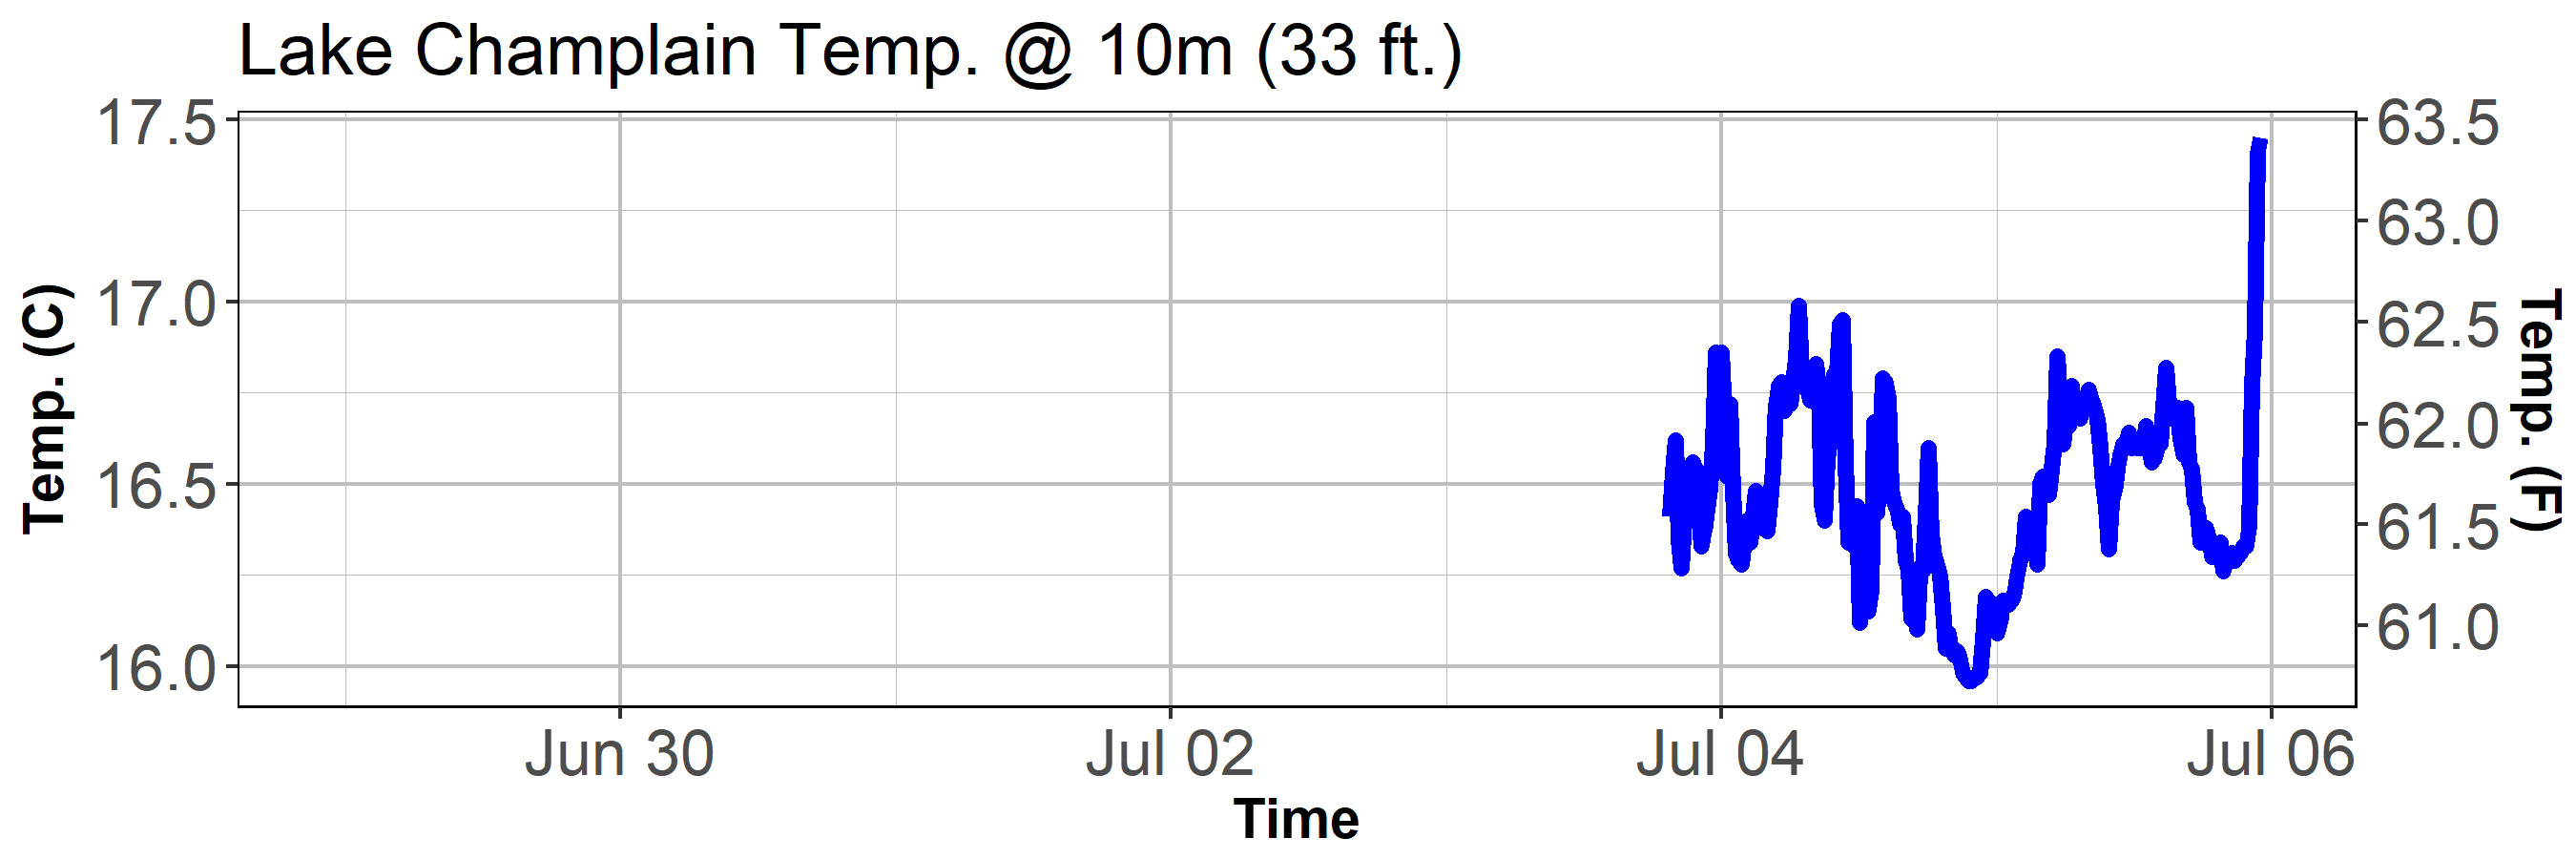 Lake Champlain Temp. @ 10m (33 ft.)
17.5
17.0
16.5
16.0
Temp. (C)
63.5
63.0
62.5
62.0
61.5
61.0
Temp. (F)
Jun 30
Jul 02
Jul 04
Jul 06
Time